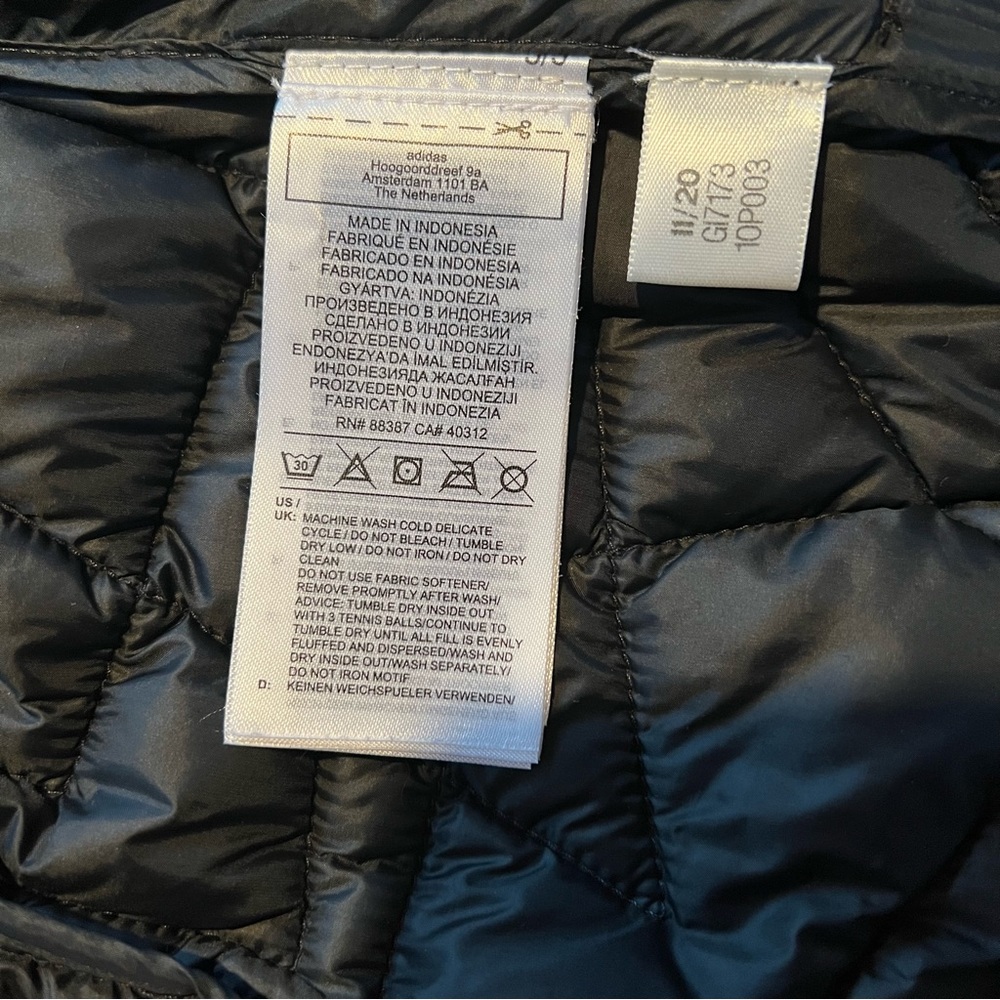 adidas
Hoogoorddreef 9a
Amsterdam 1101 BA
The Netherlands
MADE IN INDONESIA
FABRIQUÉ EN INDONÉSIE
FABRICADO EN INDONESIA
FABRICADO NA INDONÉSIA
GYÁRTVA: INDONÉZIA
ПРОИЗВЕДЕНО В ИНДОНЕЗИЯ
СДЕЛАНО В ИНДОНЕЗИИ
PROIZVEDENO U INDONEZIJI
ENDONEZYA'DA İMAL EDİLMİŞTİR.
ИНДОНЕЗИЯДА ЖАСАЛҒАН
PROIZVEDENO U INDONEZIJI
FABRICAT ÎN INDONEZIA
RN# 88387 CA# 40312
30
US /
UK: MACHINE WASH COLD DELICATE
CYCLE / DO NOT BLEACH / TUMBLE
DRY LOW / DO NOT IRON / DO NOT DRY
CLEAN
DO NOT USE FABRIC SOFTENER/
REMOVE PROMPTLY AFTER WASH/
ADVICE: TUMBLE DRY INSIDE OUT
WITH 3 TENNIS BALLS/CONTINUE TO
TUMBLE DRY UNTIL ALL FILL IS EVENLY
FLUFFED AND DISPERSED/WASH AND
DRY INSIDE OUT/WASH SEPARATELY/
DO NOT IRON MOTIF
D: KEINEN WEICHSPUELER VERWENDEN/
11/20
GI7173
10P003